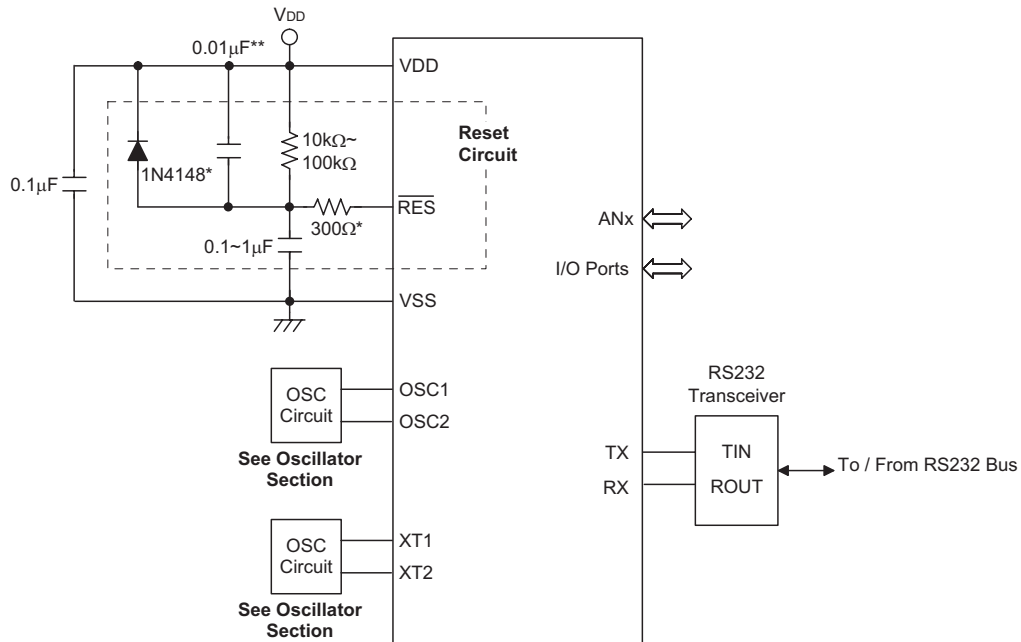 VDD
0.01μF**
VDD
Reset
Circuit
10kΩ~
100kΩ
1N4148*
0.1μF
RES
300Ω*
0.1~1μF
ANx
I/O Ports
VSS
OSC
Circuit
OSC1
OSC2
See Oscillator
Section
RS232
Transceiver
TX
RX
TIN
ROUT
To / From RS232 Bus
OSC
Circuit
XT1
XT2
See Oscillator
Section